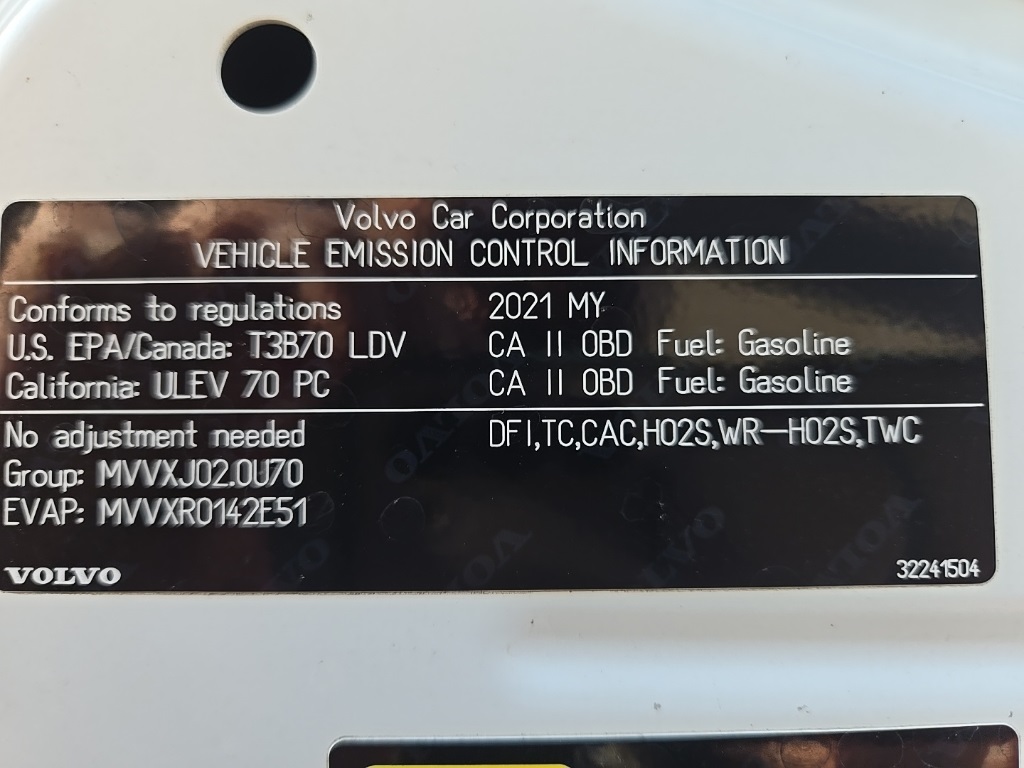 Volvo Car Corporation
VEHICLE EMISSION CONTROL INFORMATION
Conforms to regulations 2021 MY
U.S. EPA/Canada: T3B70 LDV CA II OBD Fuel: Gasoline
California: ULEV 70 PC CA II OBD Fuel: Gasoline
No adjustment needed DFI,TC,CAC,HO2S,WR-HO2S,TWC
Group: MVVXJ02.0U70
EVAP: MVVXR0142E51
VOLVO 32241504